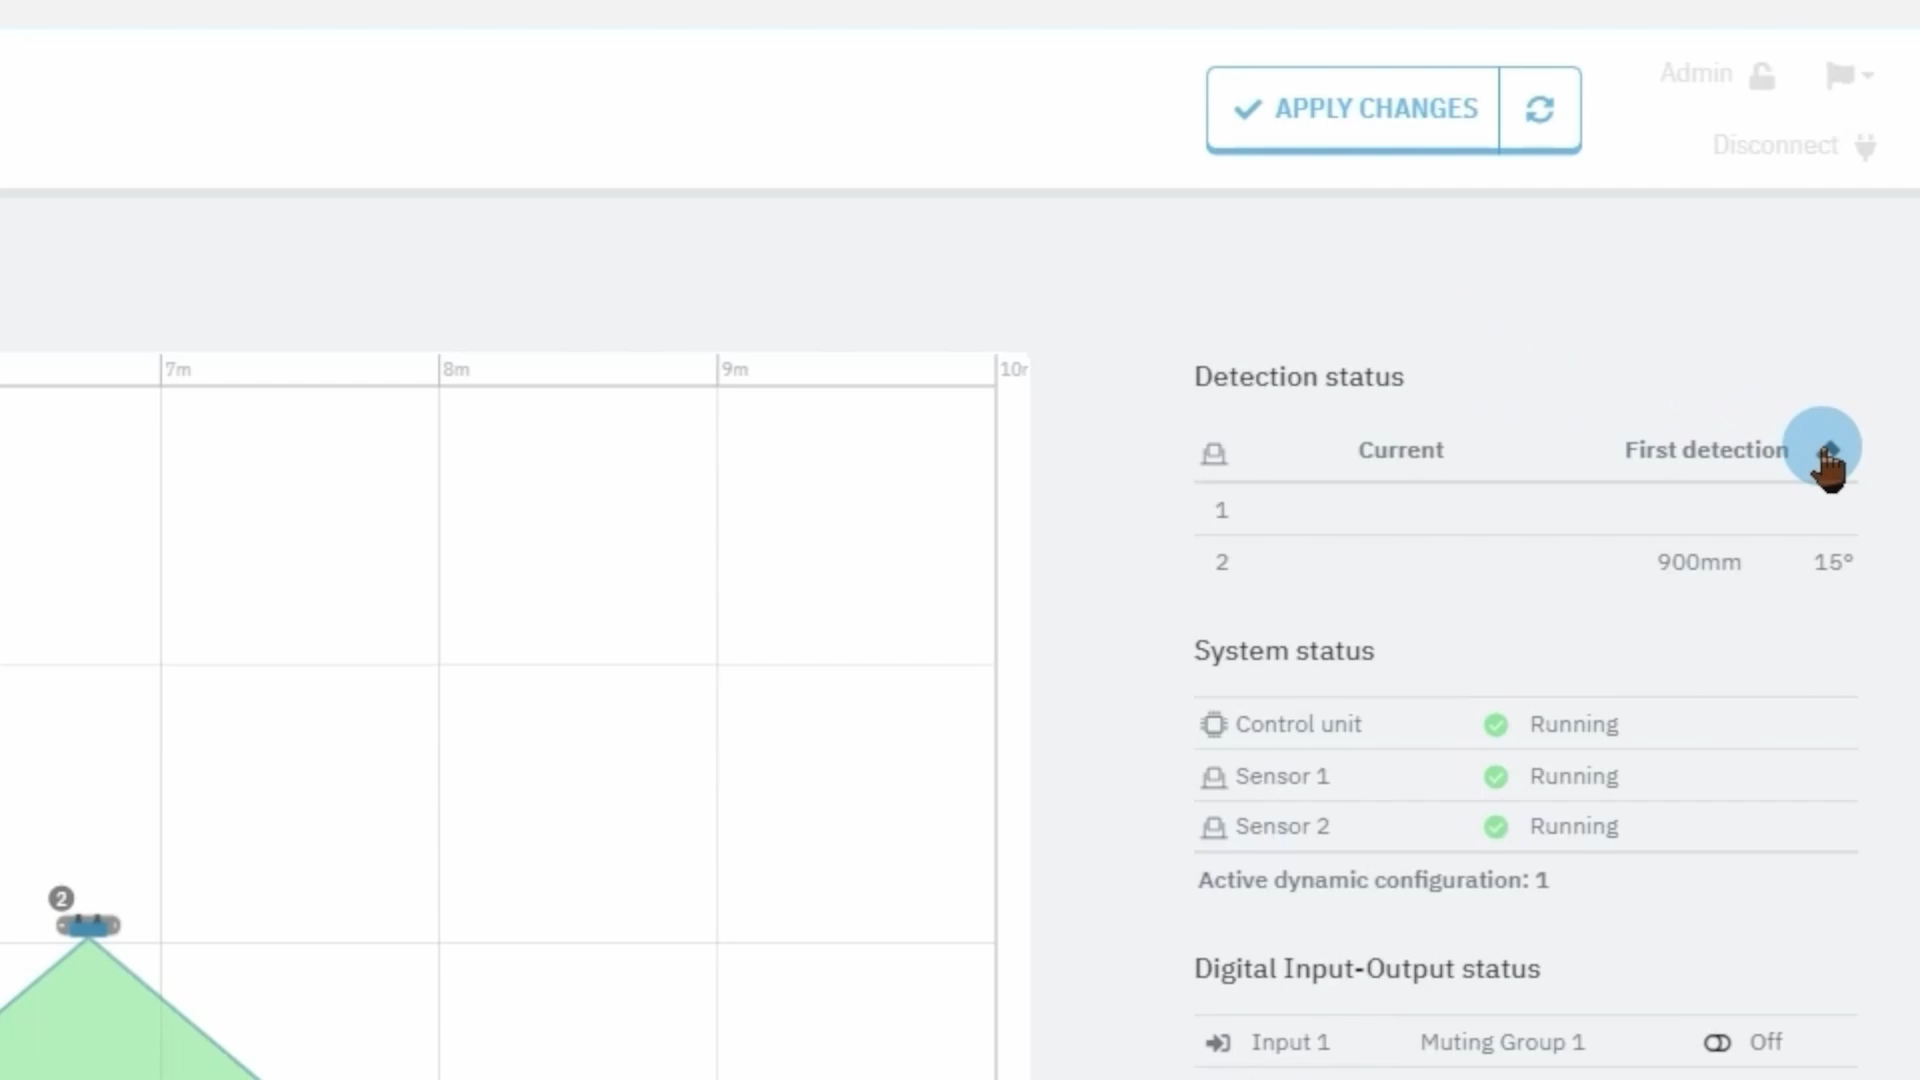 APPLY CHANGES
Admin
Disconnect
7m
8m
9m
10m
Detection status
Current
First detection
1
2
900mm
15°
System status
Control unit
Running
Sensor 1
Running
Sensor 2
Running
Active dynamic configuration: 1
2
Digital Input-Output status
Input 1
Muting Group 1
Off